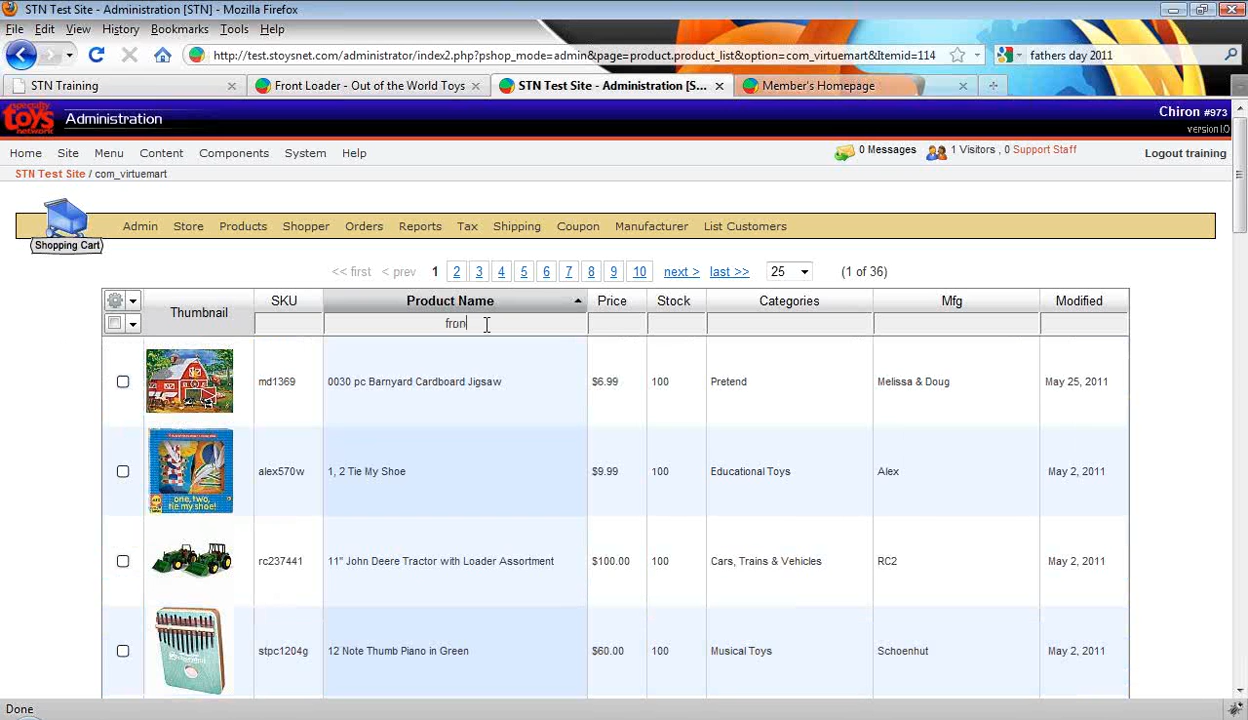 STN Test Site - Administration [STN] - Mozilla Firefox
File Edit View History Bookmarks Tools Help
http://test.stoysnet.com/administrator/index2.php?pshop_mode=admin&page=product.product_list&option=com_virtuemart&Itemid=114 fathers day 2011
STN Training Front Loader - Out of the World Toys STN Test Site - Administration [S... Member's Homepage
specialty toys network Administration Chiron #973
version 1.0
Home Site Menu Content Components System Help 0 Messages 1 Visitors , 0 Support Staff Logout training
STN Test Site / com_virtuemart
Shopping Cart Admin Store Products Shopper Orders Reports Tax Shipping Coupon Manufacturer List Customers
<< first < prev 1 2 3 4 5 6 7 8 9 10 next > last >> 25 (1 of 36)
Thumbnail SKU Product Name Price Stock Categories Mfg Modified
fron
md1369 0030 pc Barnyard Cardboard Jigsaw $6.99 100 Pretend Melissa & Doug May 25, 2011
alex570w 1, 2 Tie My Shoe $9.99 100 Educational Toys Alex May 2, 2011
one, two,
tie my shoe!
rc237441 11" John Deere Tractor with Loader Assortment $100.00 100 Cars, Trains & Vehicles RC2 May 2, 2011
stpc1204g 12 Note Thumb Piano in Green $60.00 100 Musical Toys Schoenhut May 2, 2011
Done